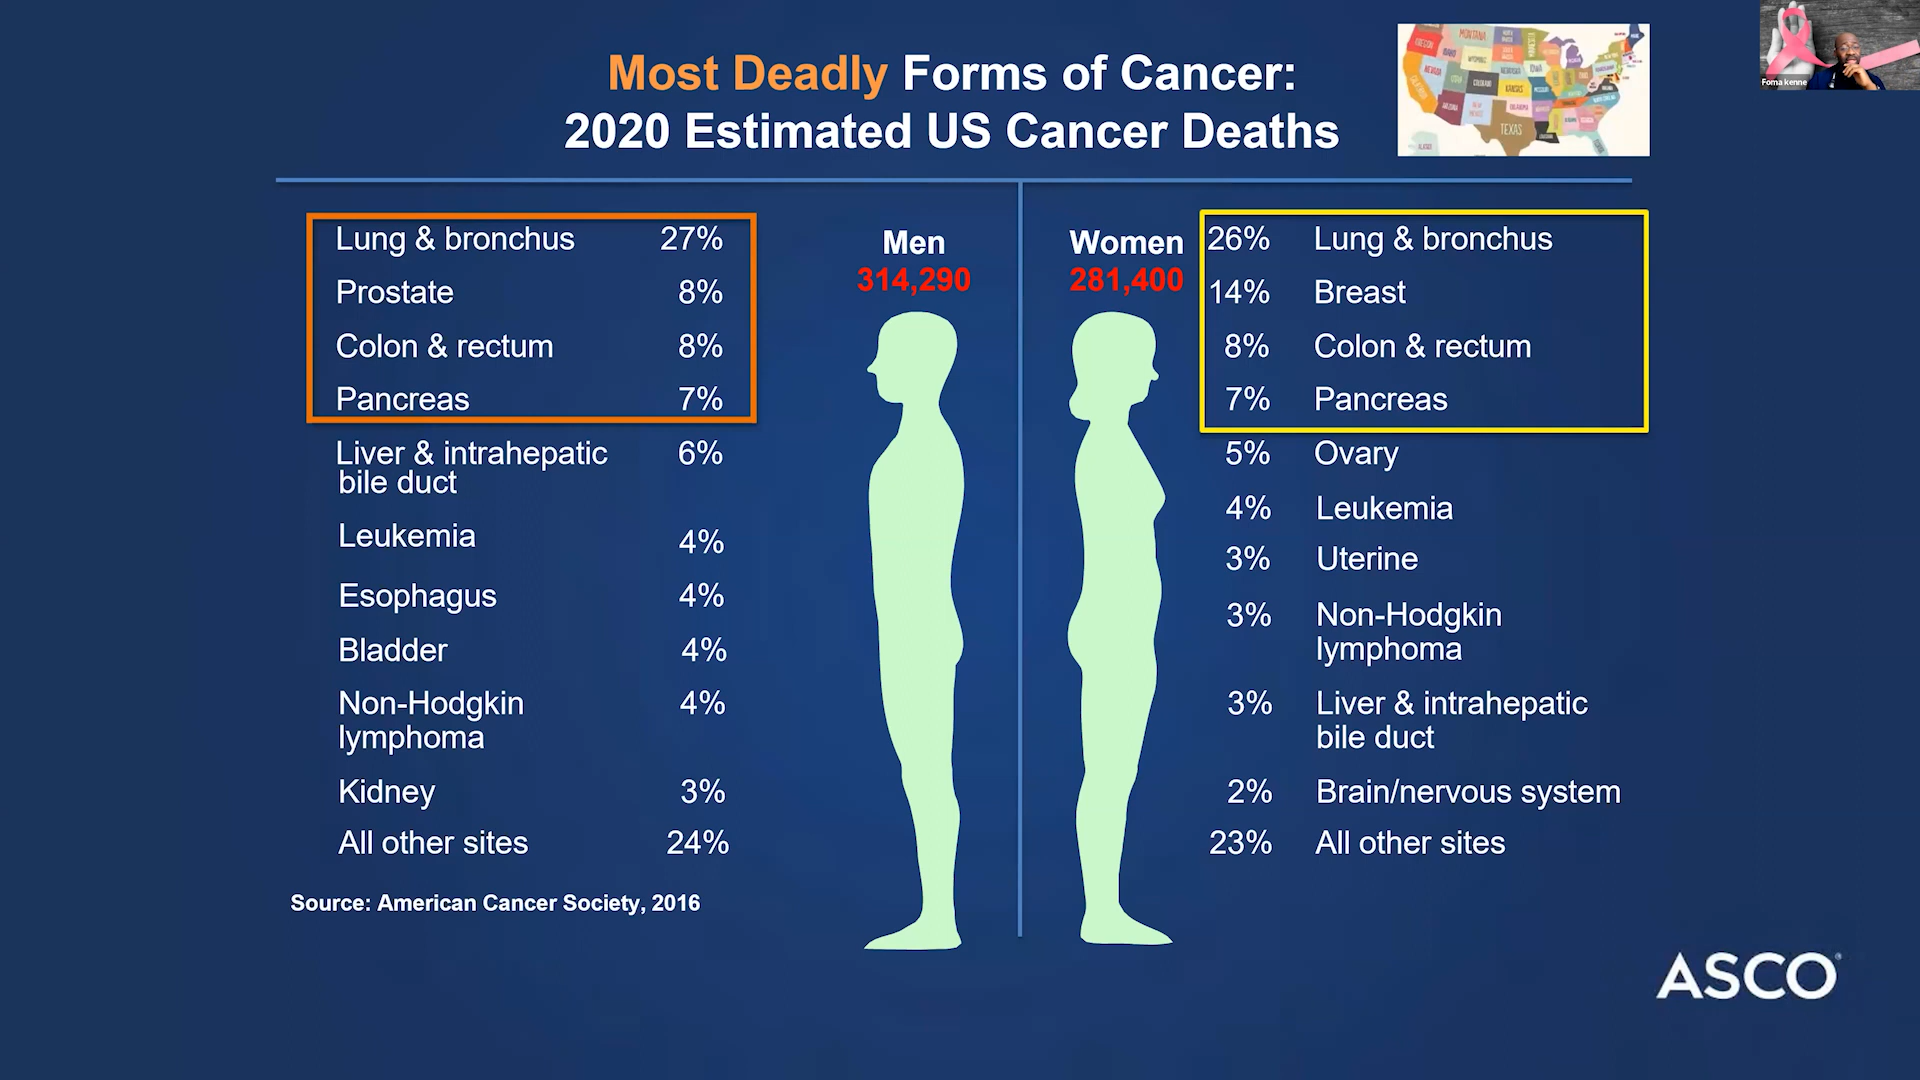 Most Deadly Forms of Cancer:
2020 Estimated US Cancer Deaths
MONTANA
TEXAS
Foma kenne
Lung & bronchus 27%
Prostate 8%
Colon & rectum 8%
Pancreas 7%
Liver & intrahepatic 6%
bile duct
Leukemia 4%
Esophagus 4%
Bladder 4%
Non-Hodgkin 4%
lymphoma
Kidney 3%
All other sites 24%
Source: American Cancer Society, 2016
Men
314,290
Women
281,400
26% Lung & bronchus
14% Breast
8% Colon & rectum
7% Pancreas
5% Ovary
4% Leukemia
3% Uterine
3% Non-Hodgkin
lymphoma
3% Liver & intrahepatic
bile duct
2% Brain/nervous system
23% All other sites
ASCO